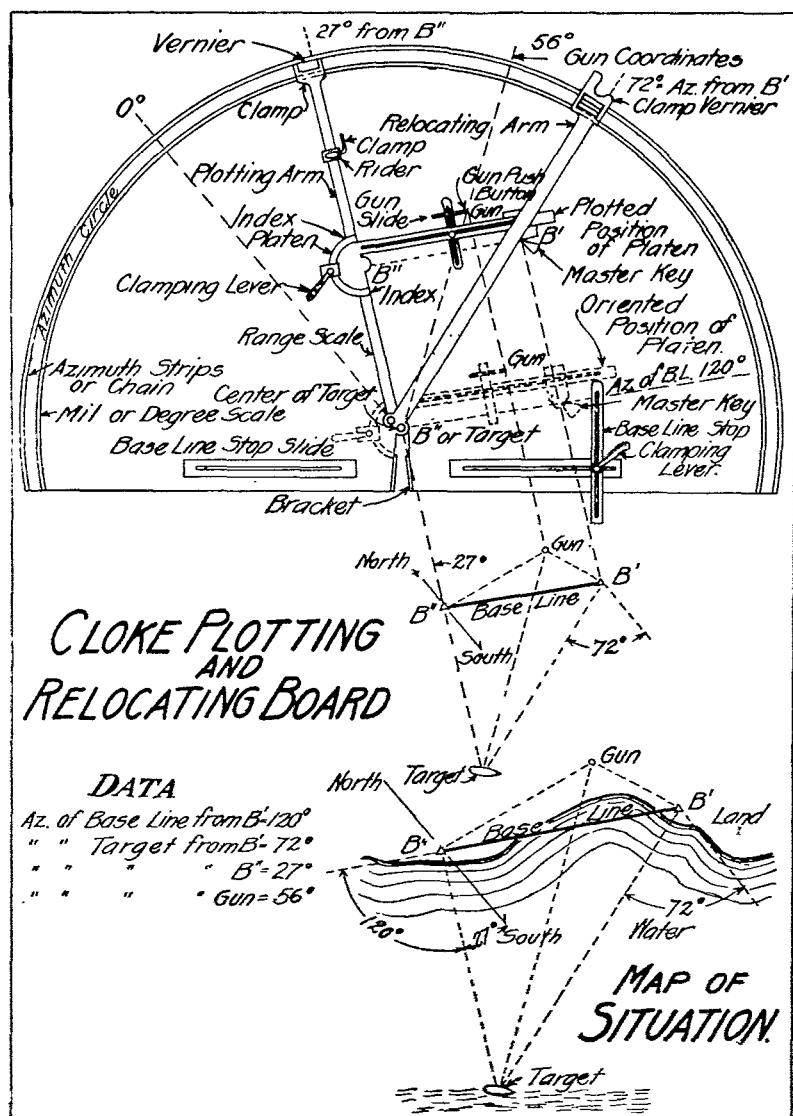 27° from B"
Vernier
56°
Gun Coordinates
72° Az. from B'
Clamp Vernier
0°
Clamp
Relocating Arm
Clamp
Rider
Plotting Arm
Gun Push
Button
Gun
Slide
Gun
Plotted
Position
of Platen
Index
Platen
B'
Master Key
B"
Clamping Lever
Index
Oriented
Position of
Platen.
Azimuth Circle
Range Scale
Gun
Az. of B.L. 120°
Azimuth Strips
or Chain
Center of Target
Master Key
Mil or Degree Scale
B" or Target
Base Line Stop
Base Line Stop Slide
Clamping
Lever.
Bracket
Gun
North
27°
B'
B"
Base Line
South
72°
CLOKE PLOTTING
AND
RELOCATING BOARD
Target
DATA
Az. of Base Line from B'=120°
" " Target from B'=72°
" " " " B"=27°
" " " " Gun=56°
North
Gun
B'
Base Line
Land
B"
120°
27°
South
72°
72°
Water
MAP OF
SITUATION.
Target